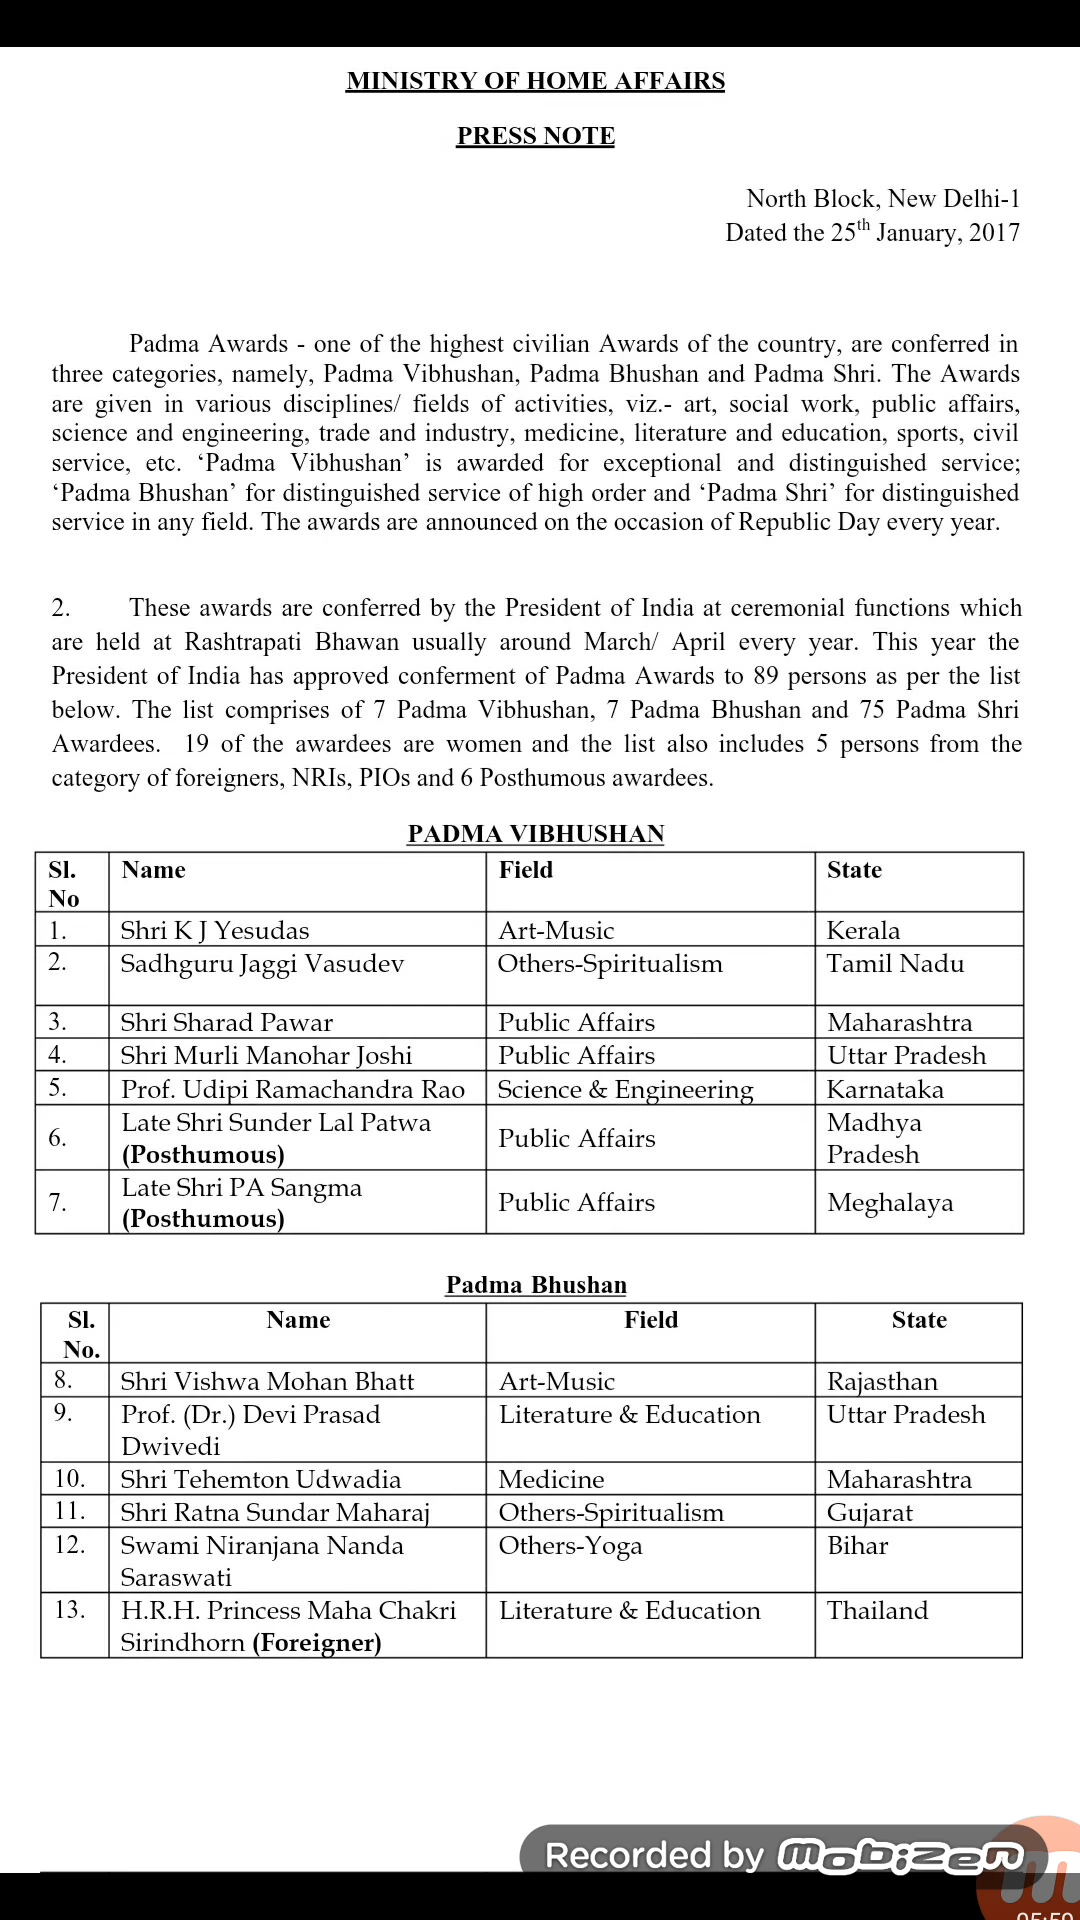 MINISTRY OF HOME AFFAIRS
PRESS NOTE
North Block, New Delhi-1
Dated the 25th January, 2017
Padma Awards - one of the highest civilian Awards of the country, are conferred in
three categories, namely, Padma Vibhushan, Padma Bhushan and Padma Shri. The Awards
are given in various disciplines/ fields of activities, viz.- art, social work, public affairs,
science and engineering, trade and industry, medicine, literature and education, sports, civil
service, etc. ‘Padma Vibhushan’ is awarded for exceptional and distinguished service;
‘Padma Bhushan’ for distinguished service of high order and ‘Padma Shri’ for distinguished
service in any field. The awards are announced on the occasion of Republic Day every year.
2. These awards are conferred by the President of India at ceremonial functions which
are held at Rashtrapati Bhawan usually around March/ April every year. This year the
President of India has approved conferment of Padma Awards to 89 persons as per the list
below. The list comprises of 7 Padma Vibhushan, 7 Padma Bhushan and 75 Padma Shri
Awardees. 19 of the awardees are women and the list also includes 5 persons from the
category of foreigners, NRIs, PIOs and 6 Posthumous awardees.
PADMA VIBHUSHAN
Sl. Name Field State
No
1. Shri K J Yesudas Art-Music Kerala
2. Sadhguru Jaggi Vasudev Others-Spiritualism Tamil Nadu
3. Shri Sharad Pawar Public Affairs Maharashtra
4. Shri Murli Manohar Joshi Public Affairs Uttar Pradesh
5. Prof. Udipi Ramachandra Rao Science & Engineering Karnataka
6. Late Shri Sunder Lal Patwa Public Affairs Madhya
(Posthumous) Pradesh
7. Late Shri PA Sangma Public Affairs Meghalaya
(Posthumous)
Padma Bhushan
Sl. Name Field State
No.
8. Shri Vishwa Mohan Bhatt Art-Music Rajasthan
9. Prof. (Dr.) Devi Prasad Literature & Education Uttar Pradesh
Dwivedi
10. Shri Tehemton Udwadia Medicine Maharashtra
11. Shri Ratna Sundar Maharaj Others-Spiritualism Gujarat
12. Swami Niranjana Nanda Others-Yoga Bihar
Saraswati
13. H.R.H. Princess Maha Chakri Literature & Education Thailand
Sirindhorn (Foreigner)
Recorded by Mobizen